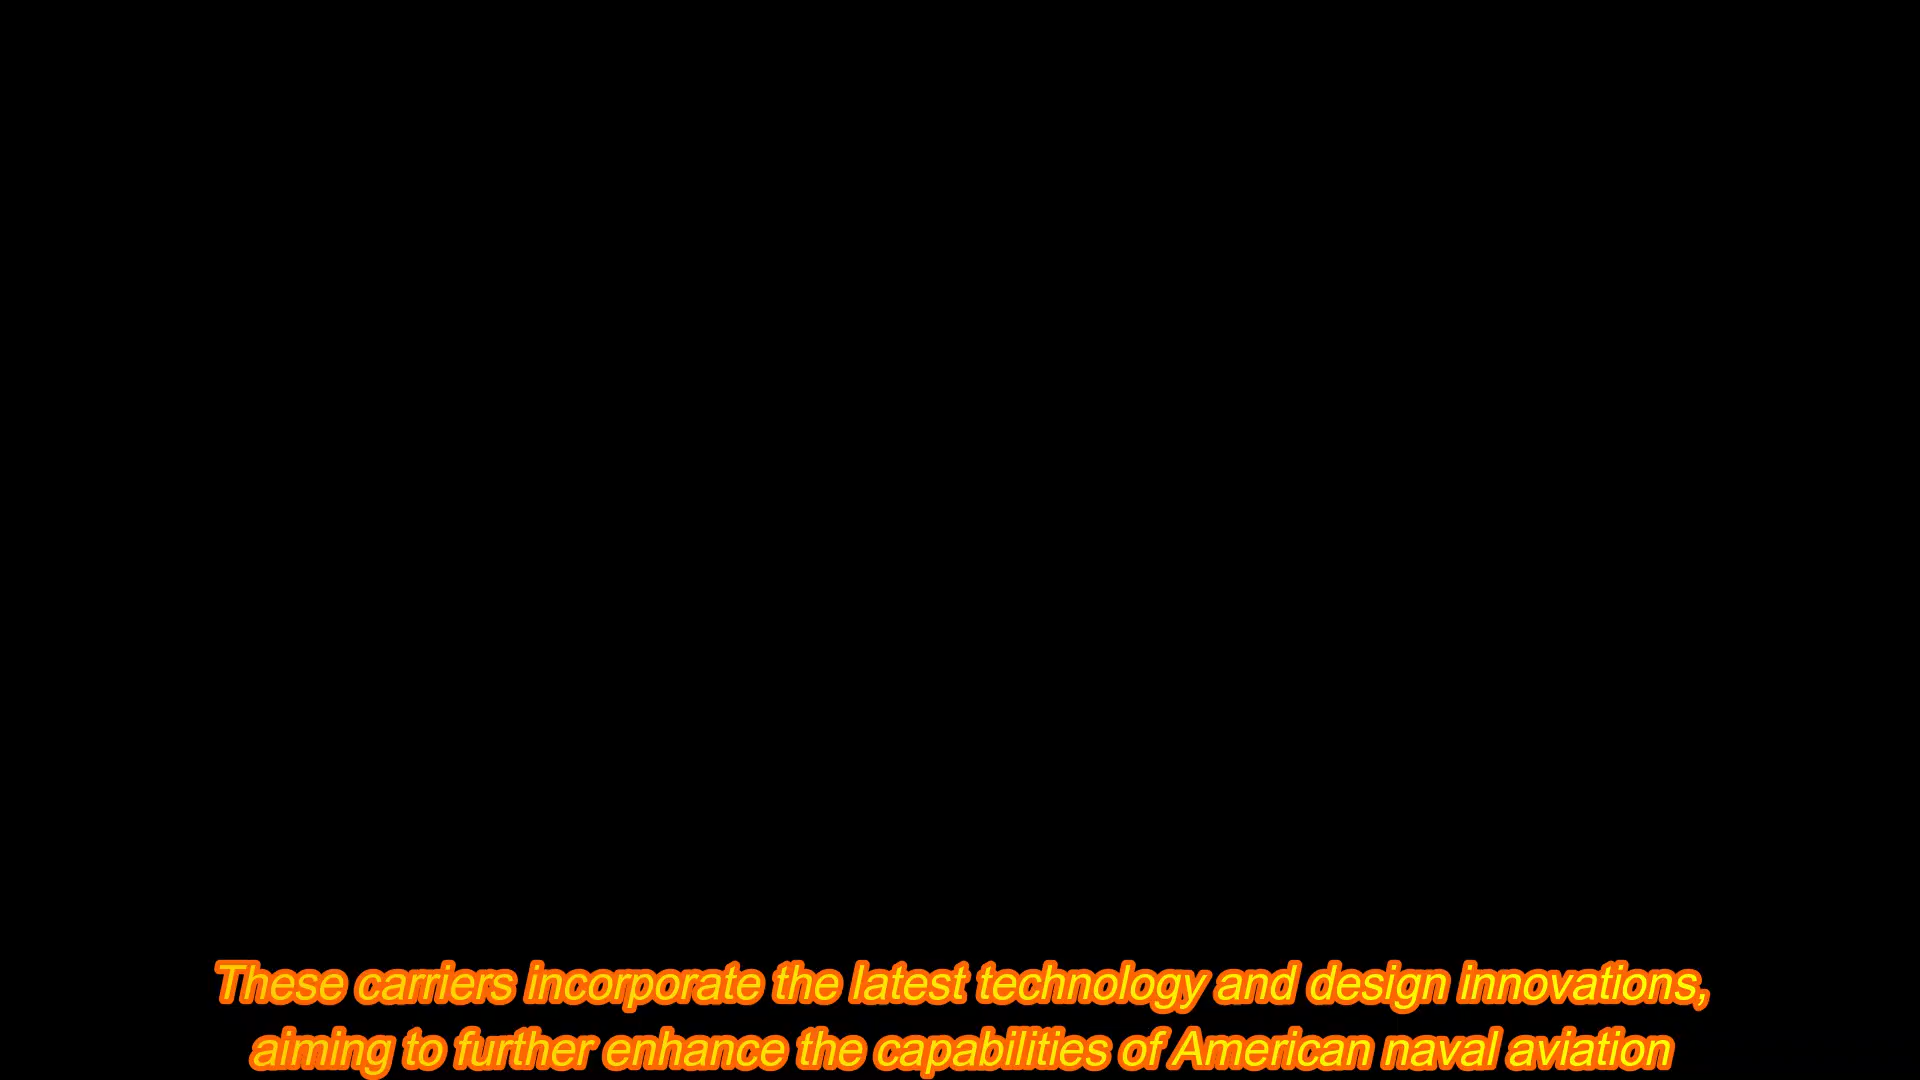 These carriers incorporate the latest technology and design innovations,
aiming to further enhance the capabilities of American naval aviation